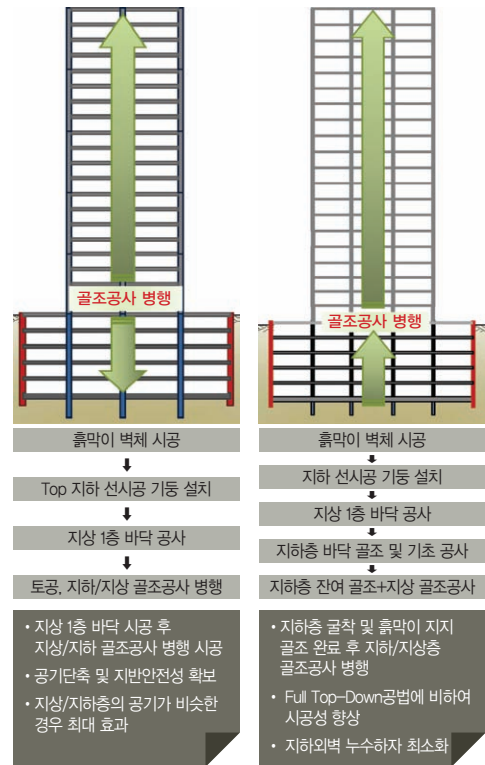 골조공사 병행
흙막이 벽체 시공
Top 지하 선시공 기둥 설치
지상 1층 바닥 공사
토공, 지하/지상 골조공사 병행
• 지상 1층 바닥 시공 후
지상/지하 골조공사 병행 시공
• 공기단축 및 지반안전성 확보
• 지상/지하층의 공기가 비슷한
경우 최대 효과
골조공사 병행
흙막이 벽체 시공
지하 선시공 기둥 설치
지상 1층 바닥 공사
지하층 바닥 골조 및 기초 공사
지하층 잔여 골조+지상 골조공사
• 지하층 굴착 및 흙막이 지지
골조 완료 후 지하/지상층
골조공사 병행
• Full Top-Down공법에 비하여
시공성 향상
• 지하외벽 누수하자 최소화